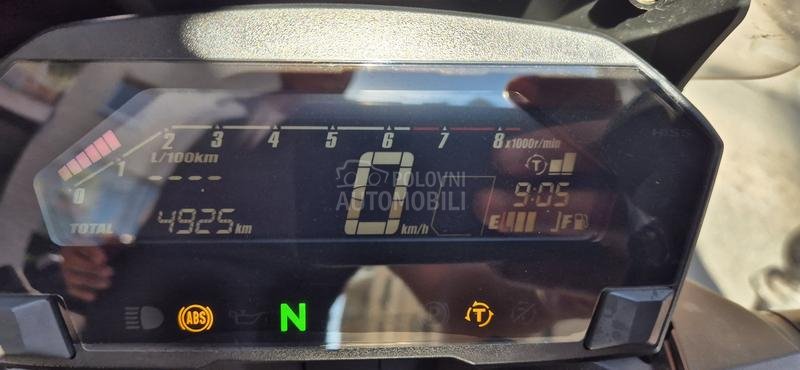 2 3 4 5 6 7 8 x1000r/min
HISS
1
L/100km
T
----
0
POLOVNI
AUTOMOBILI
0 km/h
9:05
TOTAL 4925 km
E F
ABS N T